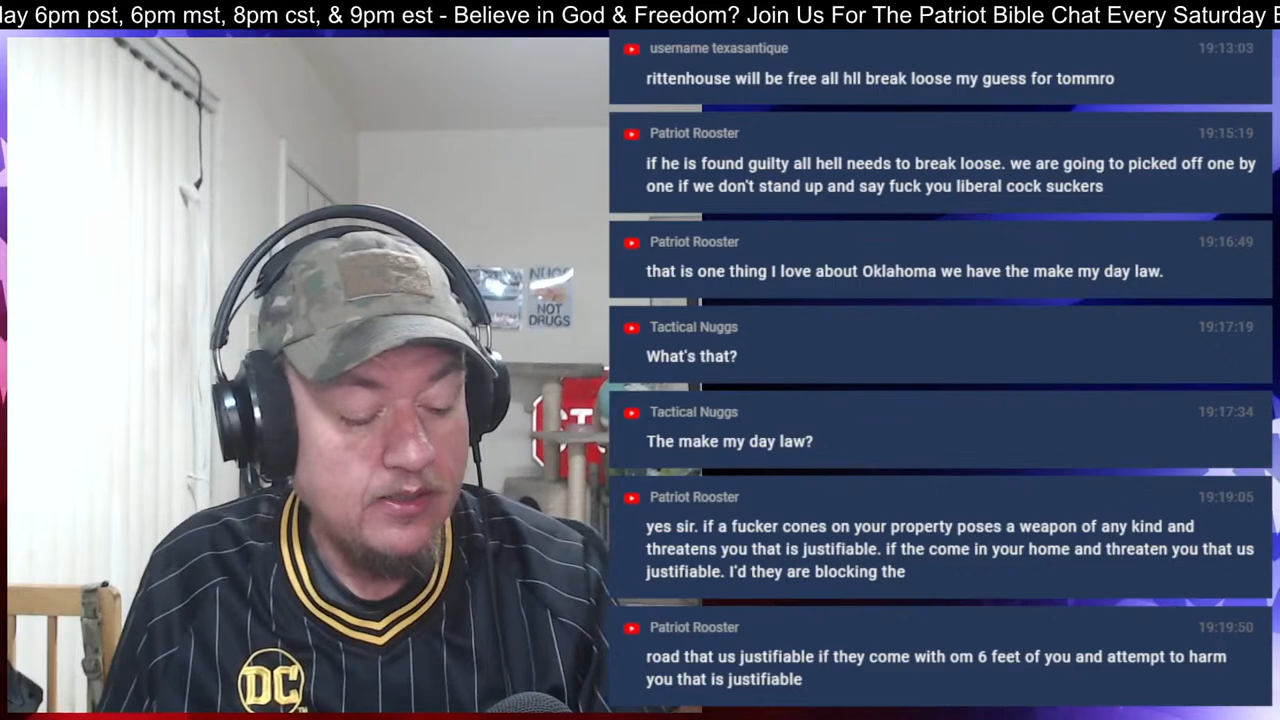 ay 6pm pst, 6pm mst, 8pm cst, & 9pm est - Believe in God & Freedom? Join Us For The Patriot Bible Chat Every Saturday
username texasantique 19:13:03
rittenhouse will be free all hll break loose my guess for tommro
Patriot Rooster 19:15:19
if he is found guilty all hell needs to break loose. we are going to picked off one by
one if we don't stand up and say fuck you liberal cock suckers
Patriot Rooster 19:16:49
that is one thing I love about Oklahoma we have the make my day law.
Tactical Nuggs 19:17:19
What's that?
Tactical Nuggs 19:17:34
The make my day law?
Patriot Rooster 19:19:05
yes sir. if a fucker cones on your property poses a weapon of any kind and
threatens you that is justifiable. if the come in your home and threaten you that us
justifiable. I'd they are blocking the
Patriot Rooster 19:19:50
road that us justifiable if they come with om 6 feet of you and attempt to harm
you that is justifiable
NUGS
NOT
DRUGS
ST
DC